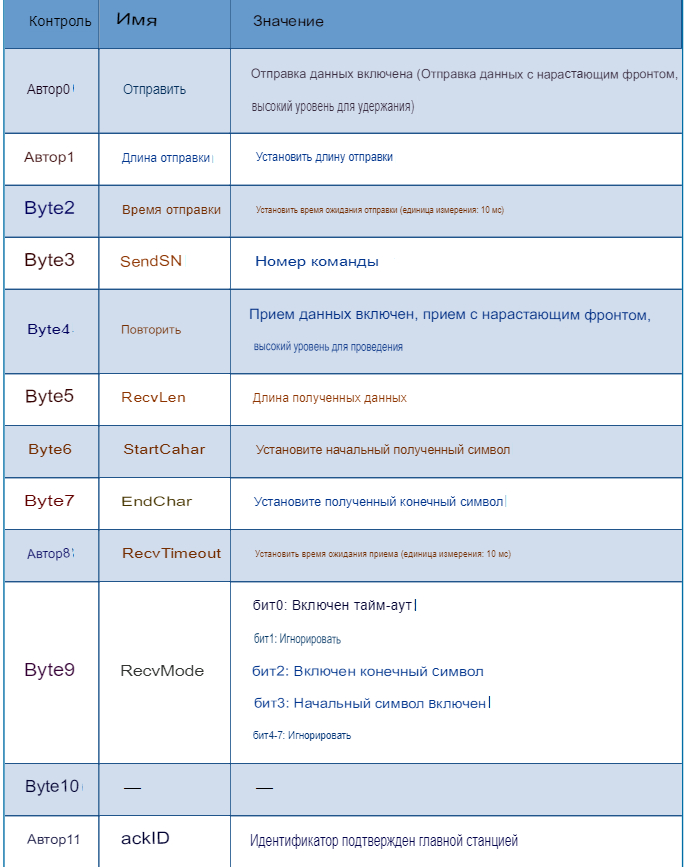 Контроль Имя Значение
Автор0 Отправить Отправка данных включена (Отправка данных с нарастающим фронтом,
высокий уровень для удержания)
Автор1 Длина отправки Установить длину отправки
Byte2 Время отправки Установить время ожидания отправки (единица измерения: 10 мс)
Byte3 SendSN Номер команды
Byte4 Повторить Прием данных включен, прием с нарастающим фронтом,
высокий уровень для проведения
Byte5 RecvLen Длина полученных данных
Byte6 StartCahar Установите начальный полученный символ
Byte7 EndChar Установите полученный конечный символ
Автор8 RecvTimeout Установить время ожидания приема (единица измерения: 10 мс)
Byte9 RecvMode
бит0: Включен тайм-аут
бит1: Игнорировать
бит2: Включен конечный символ
бит3: Начальный символ включен
бит4-7: Игнорировать
Byte10 — —
Автор11 ackID Идентификатор подтвержден главной станцией